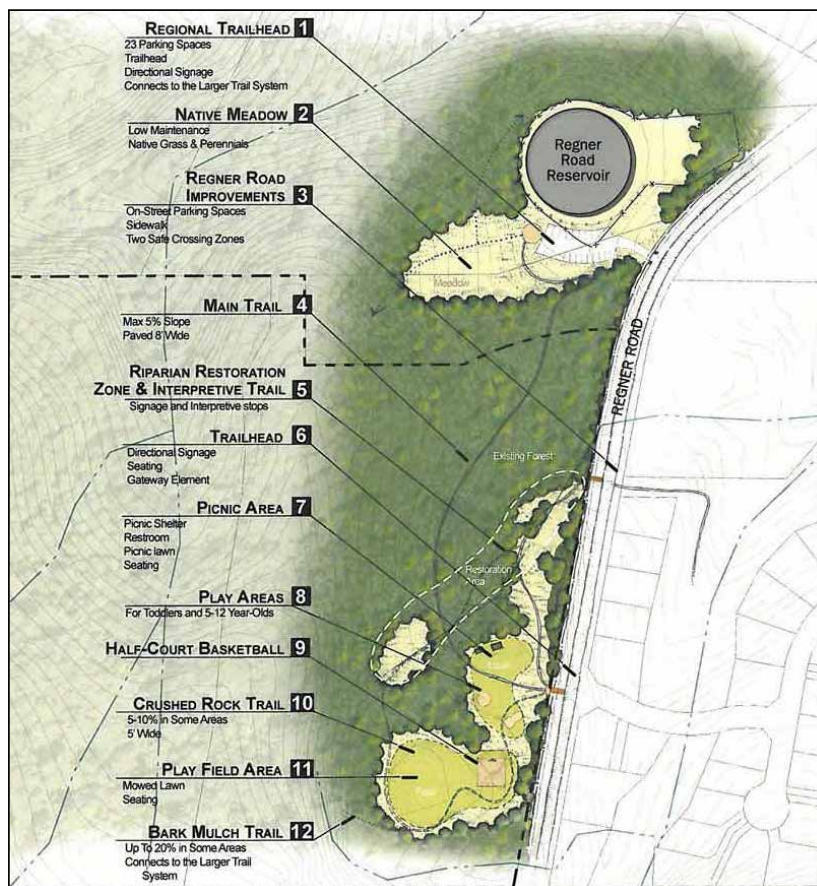 REGIONAL TRAILHEAD 1
23 Parking Spaces
Trailhead
Directional Signage
Connects to the Larger Trail System
NATIVE MEADOW 2
Low Maintenance
Native Grass & Perennials
REGNER ROAD
IMPROVEMENTS 3
On-Street Parking Spaces
Sidewalk
Two Safe Crossing Zones
MAIN TRAIL 4
Max 5% Slope
Paved 8' Wide
RIPARIAN RESTORATION
ZONE & INTERPRETIVE TRAIL 5
Signage and Interpretive stops
TRAILHEAD 6
Directional Signage
Seating
Gateway Element
PICNIC AREA 7
Picnic Shelter
Restroom
Picnic lawn
Seating
PLAY AREAS 8
For Toddlers and 5-12 Year-Olds
HALF-COURT BASKETBALL 9
CRUSHED ROCK TRAIL 10
5-10% in Some Areas
5' Wide
PLAY FIELD AREA 11
Mowed Lawn
Seating
BARK MULCH TRAIL 12
Up To 20% in Some Areas
Connects to the Larger Trail
System
Regner
Road
Reservoir
Meadow
REGNER ROAD
Existing Forest
Restoration
Area